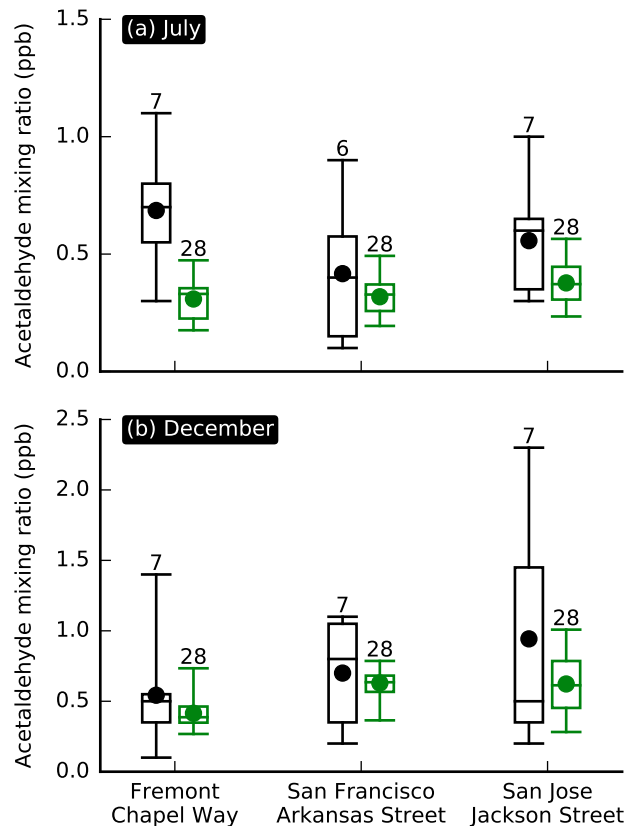 (a) July
Acetaldehyde mixing ratio (ppb)
1.5
1.0
0.5
0.0
7
28
6
28
7
28
(b) December
Acetaldehyde mixing ratio (ppb)
2.5
2.0
1.5
1.0
0.5
0.0
7
28
7
28
7
28
Fremont
Chapel Way
San Francisco
Arkansas Street
San Jose
Jackson Street